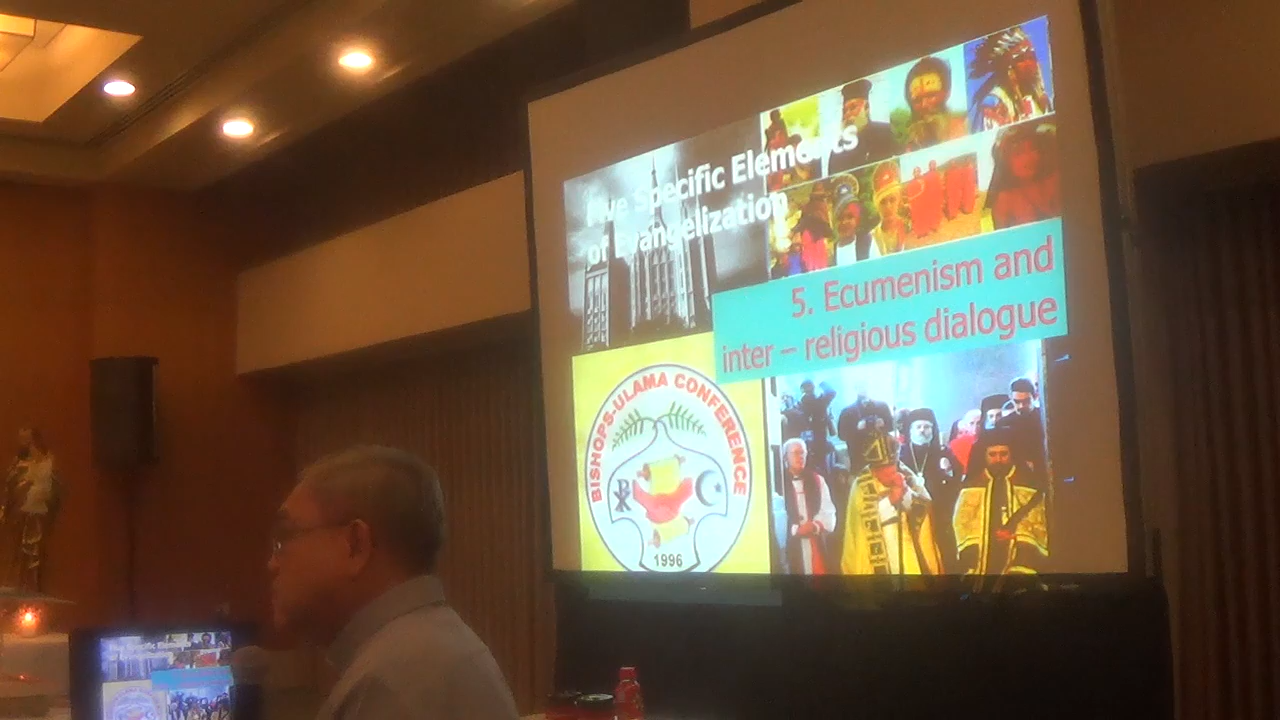 Five Specific Elements
of Evangelization
5. Ecumenism and
inter – religious dialogue
BISHOPS-ULAMA CONFERENCE
1996